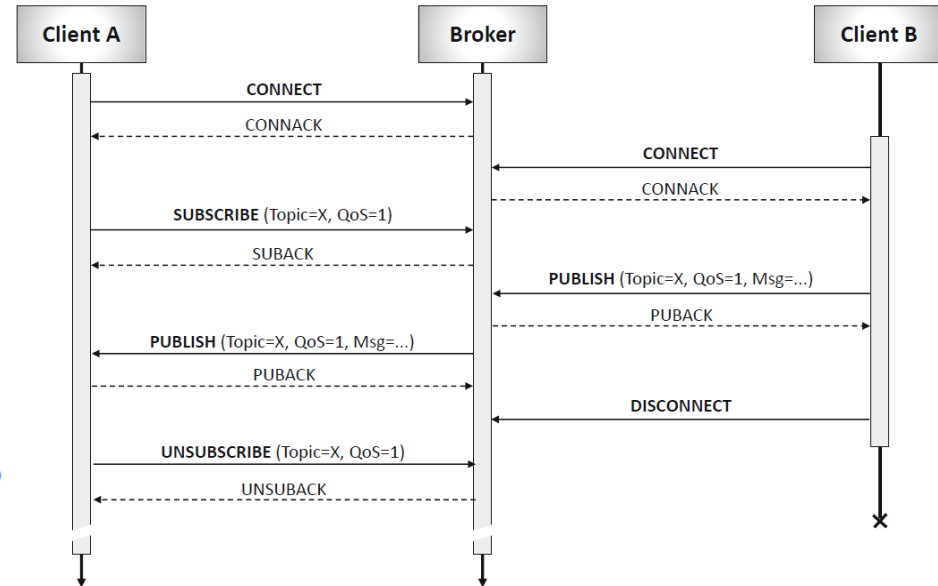 Client A
Broker
Client B
CONNECT
CONNACK
CONNECT
CONNACK
SUBSCRIBE (Topic=X, QoS=1)
SUBACK
PUBLISH (Topic=X, QoS=1, Msg=...)
PUBACK
PUBLISH (Topic=X, QoS=1, Msg=...)
PUBACK
DISCONNECT
UNSUBSCRIBE (Topic=X, QoS=1)
UNSUBACK